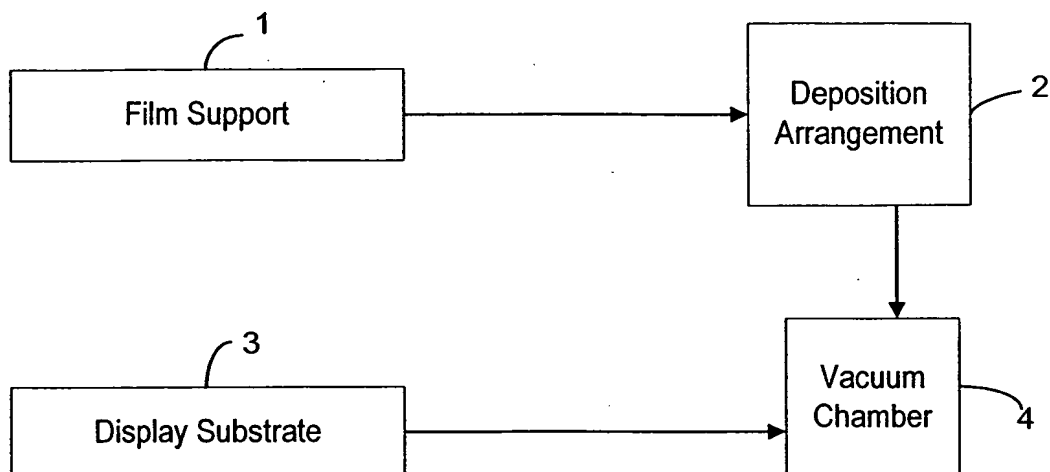 1
Film Support
Deposition
Arrangement
2
3
Display Substrate
Vacuum
Chamber
4